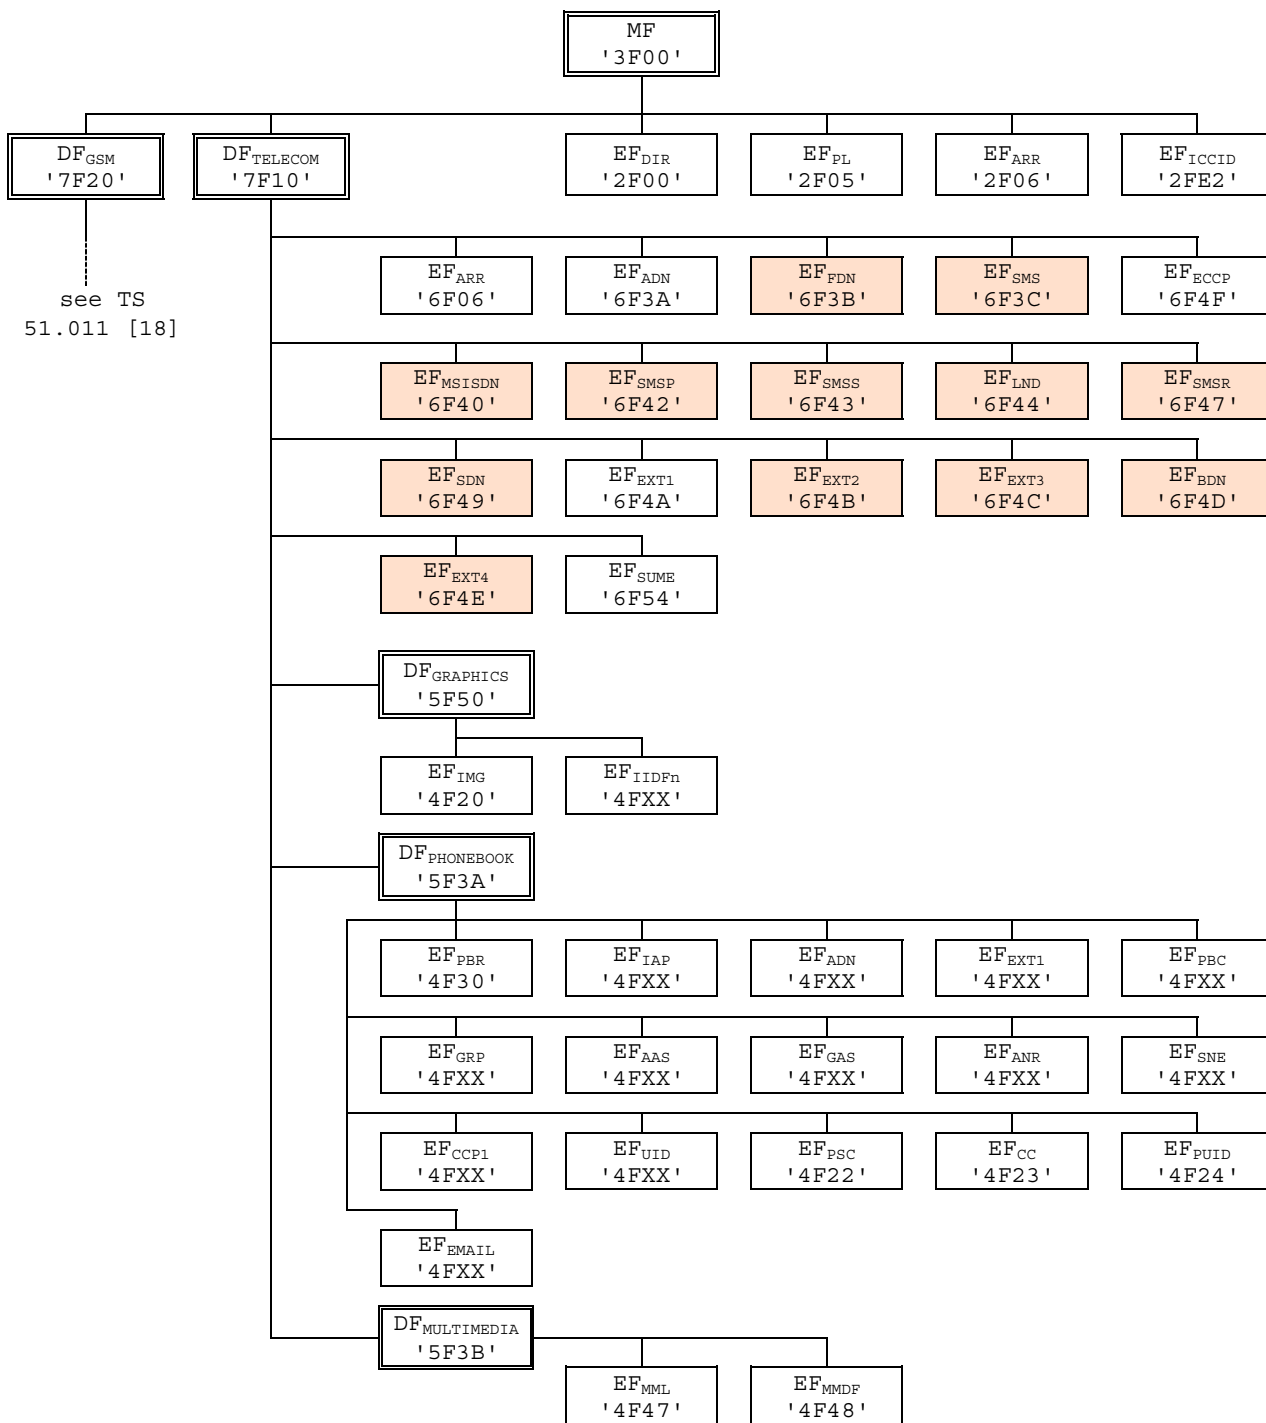 MF
'3F00'
DFGSM
'7F20'
DFTELECOM
'7F10'
EFDIR
'2F00'
EFPL
'2F05'
EFARR
'2F06'
EFICCID
'2FE2'
see TS
51.011 [18]
EFARR
'6F06'
EFADN
'6F3A'
EFFDN
'6F3B'
EFSMS
'6F3C'
EFECCP
'6F4F'
EFMSISDN
'6F40'
EFSMSP
'6F42'
EFSMSS
'6F43'
EFLND
'6F44'
EFSMSR
'6F47'
EFSDN
'6F49'
EFEXT1
'6F4A'
EFEXT2
'6F4B'
EFEXT3
'6F4C'
EFBDN
'6F4D'
EFEXT4
'6F4E'
EFSUME
'6F54'
DFGRAPHICS
'5F50'
EFIMG
'4F20'
EFIIDFn
'4FXX'
DFPHONEBOOK
'5F3A'
EFPBR
'4F30'
EFIAP
'4FXX'
EFADN
'4FXX'
EFEXT1
'4FXX'
EFPBC
'4FXX'
EFGRP
'4FXX'
EFAAS
'4FXX'
EFGAS
'4FXX'
EFANR
'4FXX'
EFSNE
'4FXX'
EFCCP1
'4FXX'
EFUID
'4FXX'
EFPSC
'4F22'
EFCC
'4F23'
EFPUID
'4F24'
EFEMAIL
'4FXX'
DFMULTIMEDIA
'5F3B'
EFMML
'4F47'
EFMMDF
'4F48'